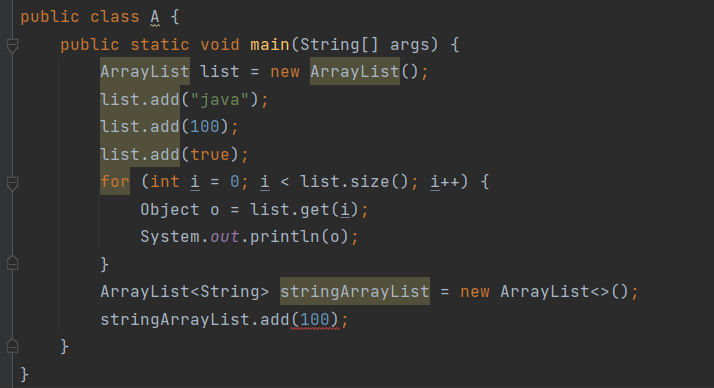 public class A {
    public static void main(String[] args) {
        ArrayList list = new ArrayList();
        list.add("java");
        list.add(100);
        list.add(true);
        for (int i = 0; i < list.size(); i++) {
            Object o = list.get(i);
            System.out.println(o);
        }
        ArrayList<String> stringArrayList = new ArrayList<>();
        stringArrayList.add(100);
    }
}